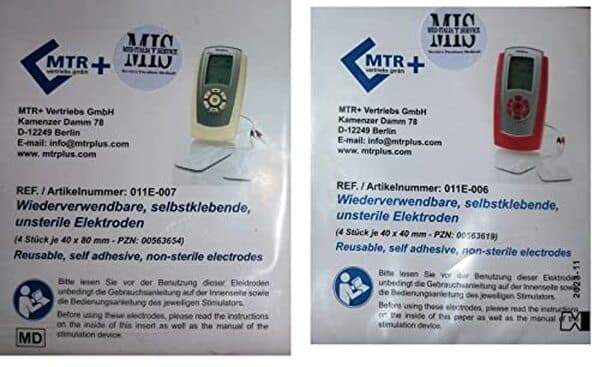 MIS
MED-ITALIA SERVICE
MTR+
vertriebs gmbh
MTR+ Vertriebs GmbH
Kamenzer Damm 78
D-12249 Berlin
E-mail: info@mtrplus.com
www. mtrplus.com
REF. / Artikelnummer: 011E-007
Wiederverwendbare, selbstklebende,
unsterile Elektroden
(4 Stück je 40 x 80 mm - PZN: 00563654)
Reusable, self adhesive, non-sterile electrodes
Bitte lesen Sie vor der Benutzung dieser Elektroden
unbedingt die Gebrauchsanleitung auf der Innenseite sowie
die Bedienungsanleitung des jeweiligen Stimulators.
Before using these electrodes, please read the instructions
on the inside of this insert as well as the manual of the
stimulation device.
MD
MIS
MED-ITALIA SERVICE
MTR+
vertriebs gmbh
MTR+ Vertriebs GmbH
Kamenzer Damm 78
D-12249 Berlin
E-mail: info@mtrplus.com
www. mtrplus.com
REF. / Artikelnummer: 011E-006
Wiederverwendbare, selbstklebende,
unsterile Elektroden
(4 Stück je 40 x 40 mm - PZN: 00563619)
Reusable, self adhesive, non-sterile electrodes
Bitte lesen Sie vor der Benutzung dieser Elektroden
unbedingt die Gebrauchsanleitung auf der Innenseite sowie
die Bedienungsanleitung des jeweiligen Stimulators.
Before using these electrodes, please read the instructions
on the inside of this paper as well as the manual of the
stimulation device.
2023-11